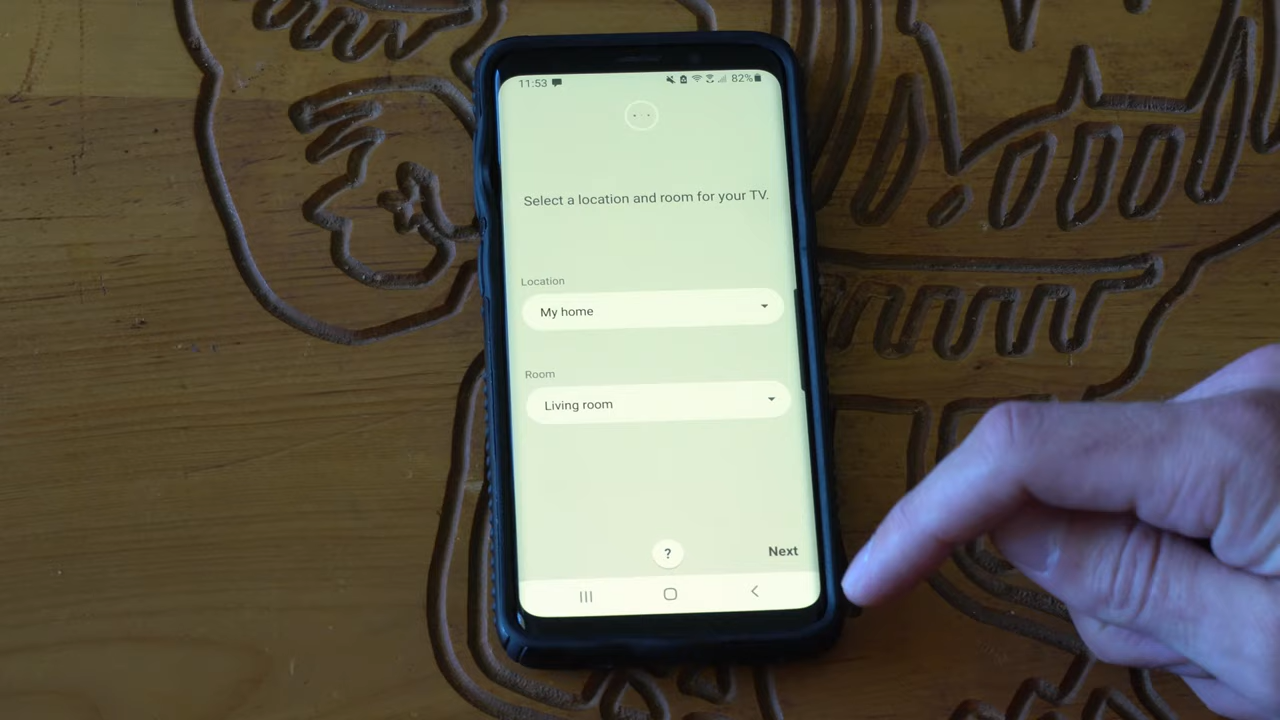 11:53 82%
Select a location and room for your TV.
Location
My home
Room
Living room
?
Next